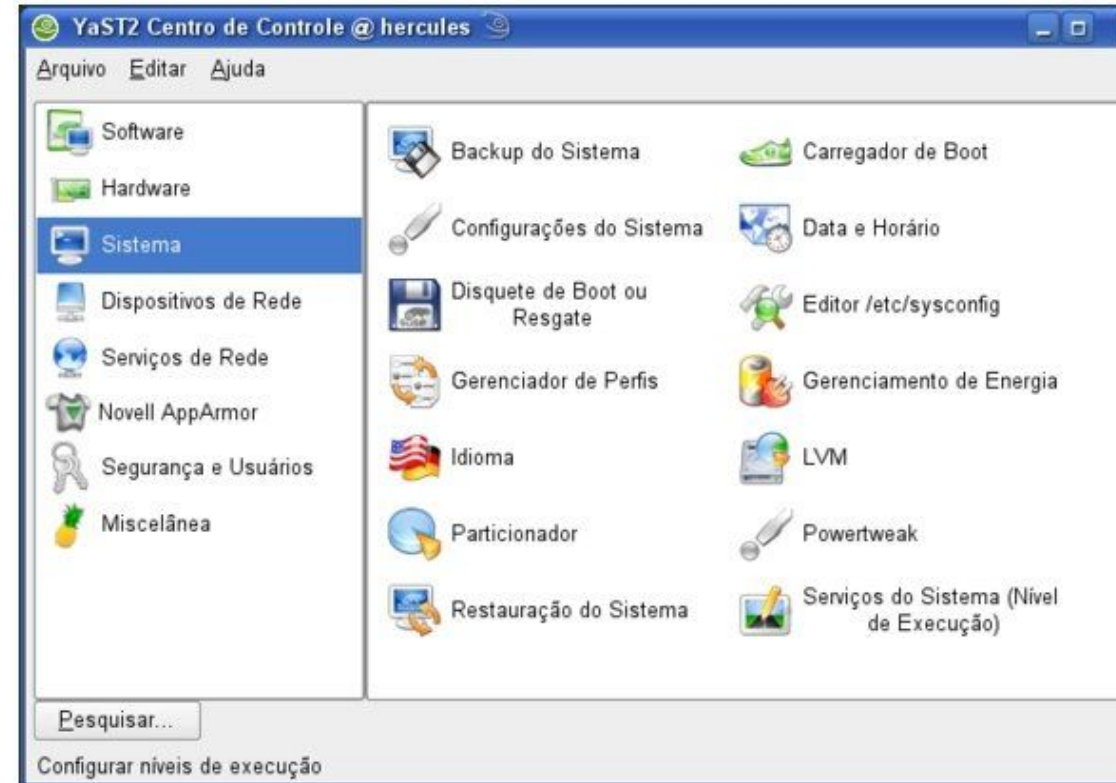 YaST2 Centro de Controle @ hercules
Arquivo Editar Ajuda
Software
Hardware
Sistema
Dispositivos de Rede
Serviços de Rede
Novell AppArmor
Segurança e Usuários
Miscelânea
Backup do Sistema
Carregador de Boot
Configurações do Sistema
Data e Horário
Disquete de Boot ou
Resgate
Editor /etc/sysconfig
Gerenciador de Perfis
Gerenciamento de Energia
Idioma
LVM
Particionador
Powertweak
Restauração do Sistema
Serviços do Sistema (Nível
de Execução)
Pesquisar...
Configurar níveis de execução